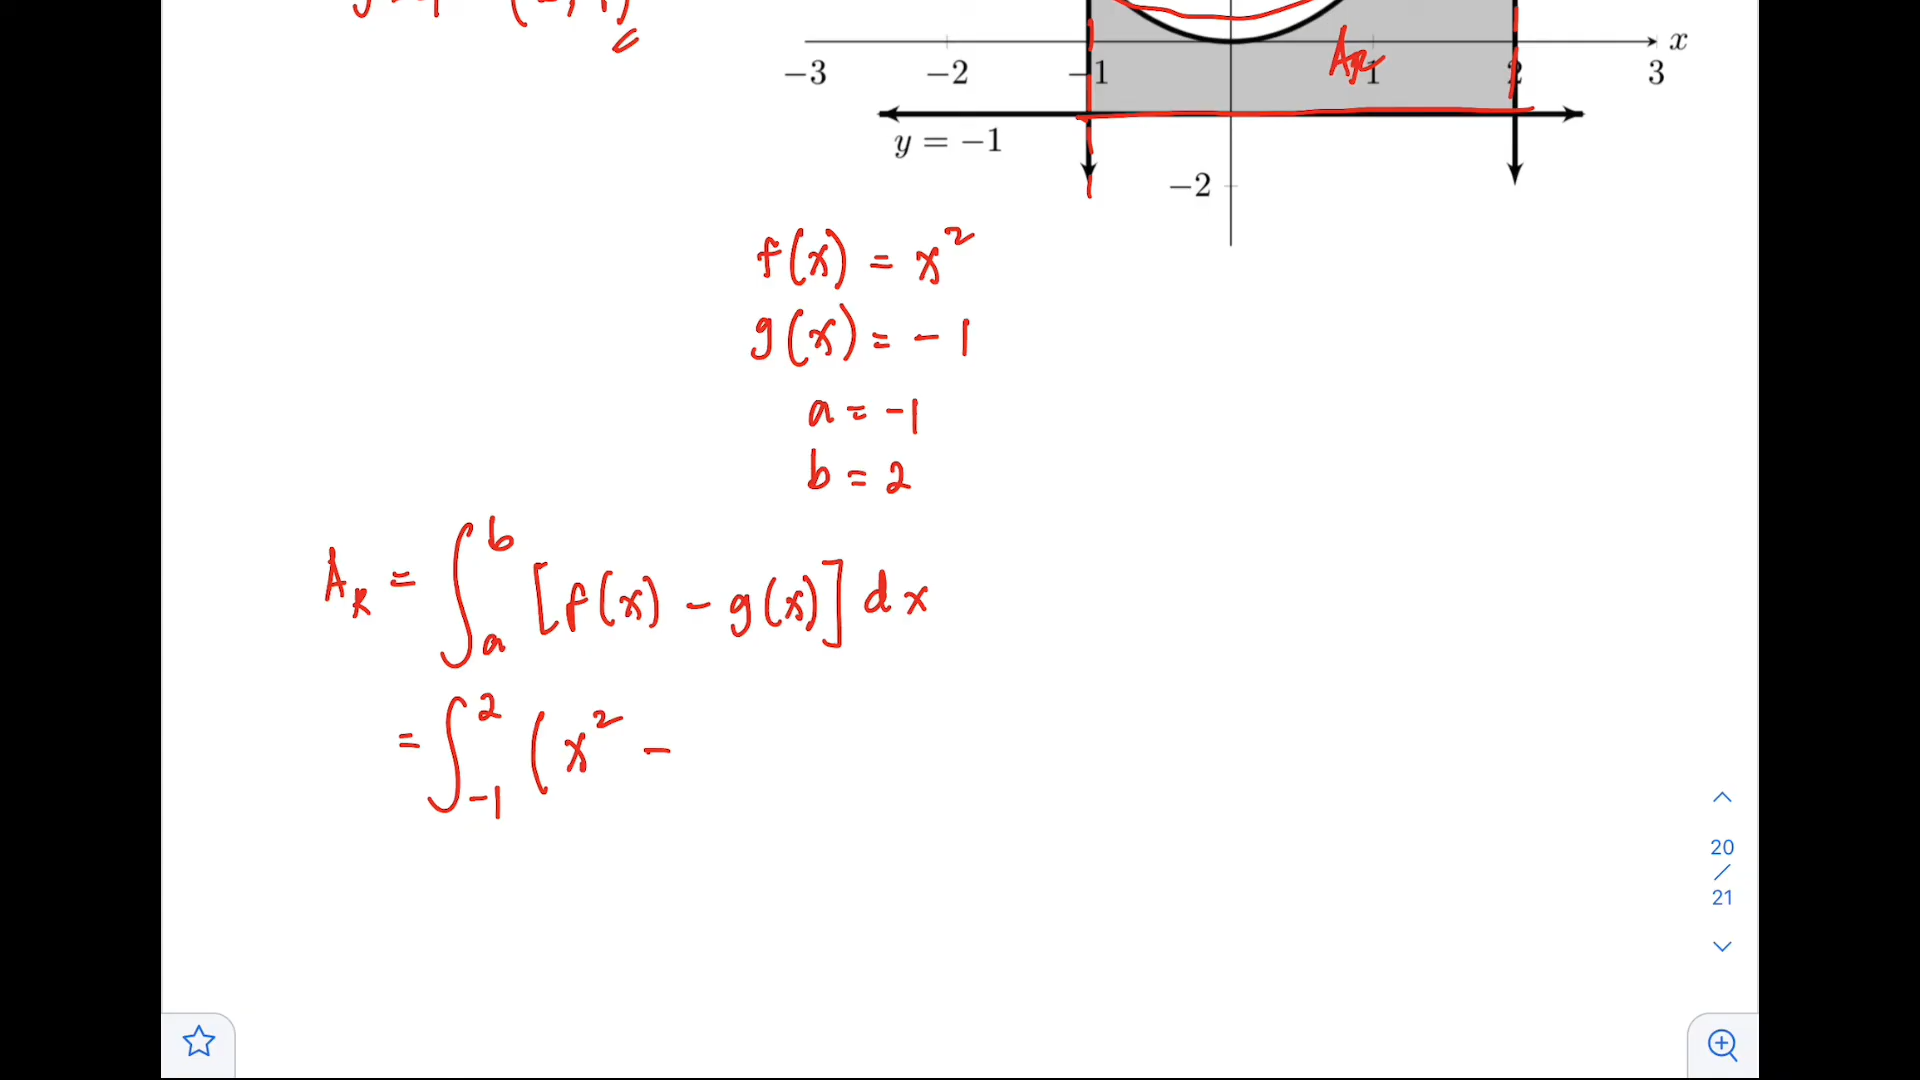 x
−3 −2 −1 1 2 3
A_R
y = −1
−2
f(x) = x²
g(x) = -1
a = -1
b = 2
A_R = ∫_a^b [f(x) - g(x)] dx
= ∫_{-1}^2 (x² -
20
/
21